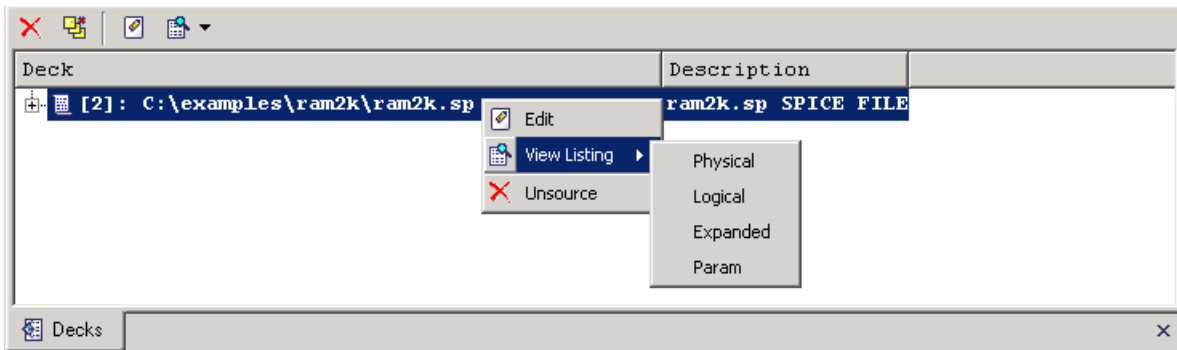 Deck Description
[2]: C:\examples\ram2k\ram2k.sp ram2k.sp SPICE FILE
Edit
View Listing
Unsource
Physical
Logical
Expanded
Param
Decks